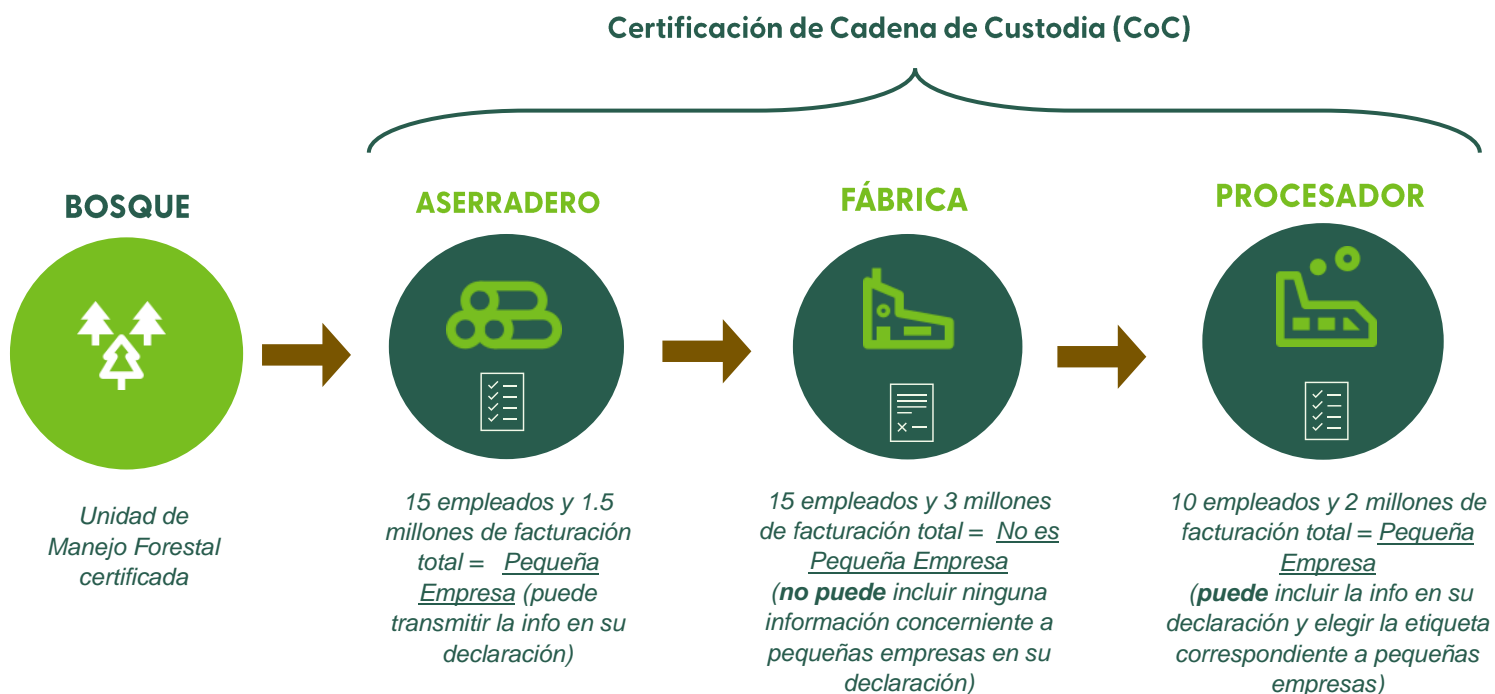 Certificación de Cadena de Custodia (CoC)
BOSQUE
Unidad de
Manejo Forestal
certificada
ASERRADERO
15 empleados y 1.5
millones de facturación
total = Pequeña
Empresa (puede
transmitir la info en su
declaración)
FÁBRICA
15 empleados y 3 millones
de facturación total = No es
Pequeña Empresa
(no puede incluir ninguna
información concerniente a
pequeñas empresas en su
declaración)
PROCESADOR
10 empleados y 2 millones de
facturación total = Pequeña
Empresa
(puede incluir la info en su
declaración y elegir la etiqueta
correspondiente a pequeñas
empresas)